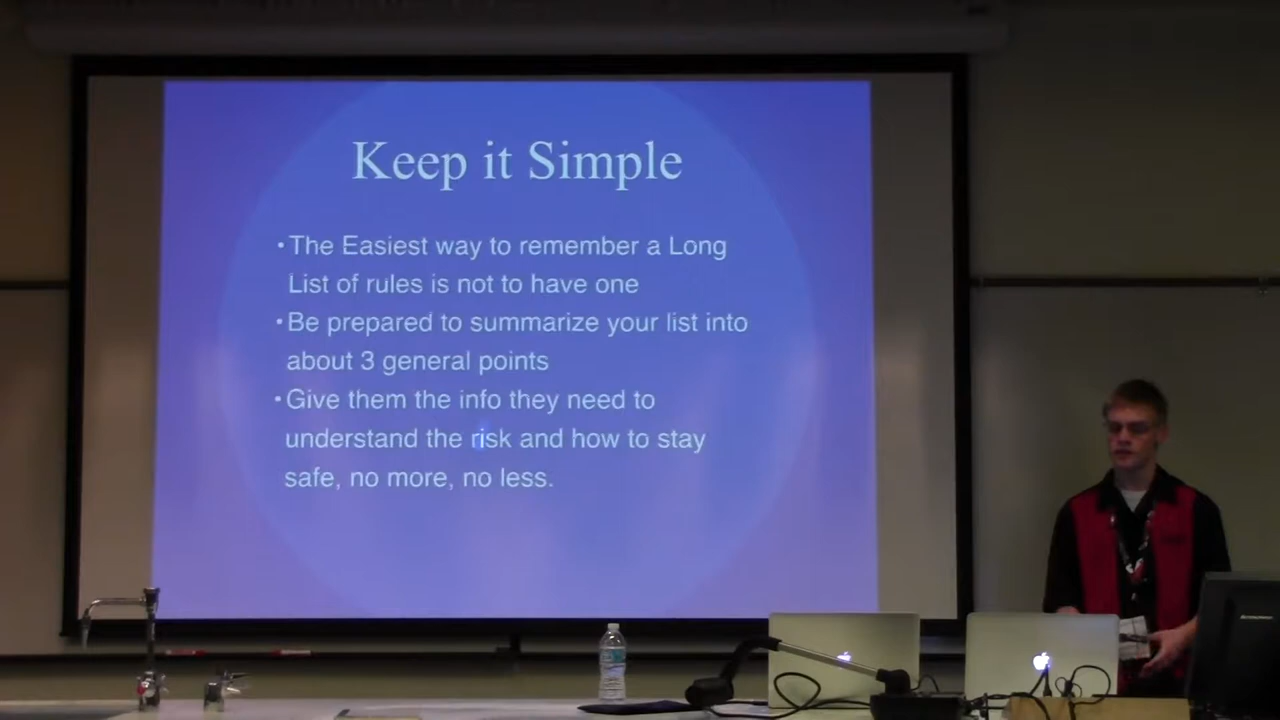 Keep it Simple
• The Easiest way to remember a Long
List of rules is not to have one
• Be prepared to summarize your list into
about 3 general points
• Give them the info they need to
understand the risk and how to stay
safe, no more, no less.